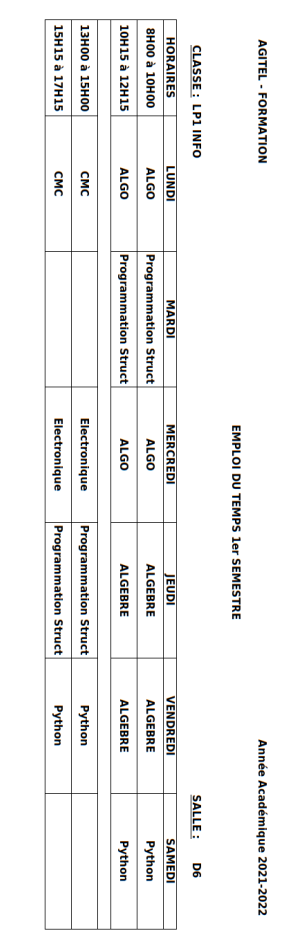 AGITEL - FORMATION Année Académique 2021-2022
EMPLOI DU TEMPS 1er SEMESTRE
CLASSE : LP1 INFO SALLE : D6
HORAIRES LUNDI MARDI MERCREDI JEUDI VENDREDI SAMEDI
8H00 à 10H00 ALGO Programmation Struct ALGO ALGEBRE ALGEBRE Python
10H15 à 12H15 ALGO Programmation Struct ALGO ALGEBRE ALGEBRE Python
13H00 à 15H00 CMC Electronique Programmation Struct Python
15H15 à 17H15 CMC Electronique Programmation Struct Python